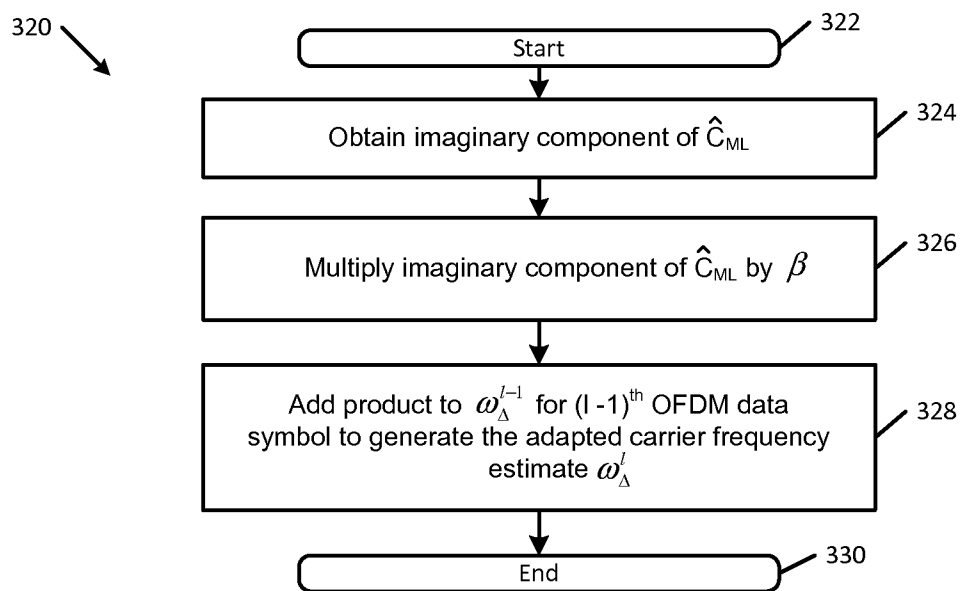 320
322
Start
324
Obtain imaginary component of Ĉ_ML
326
Multiply imaginary component of Ĉ_ML by β
Add product to ω_Δ^{l-1} for (l -1)^th OFDM data
symbol to generate the adapted carrier frequency
estimate ω_Δ^l
328
End
330